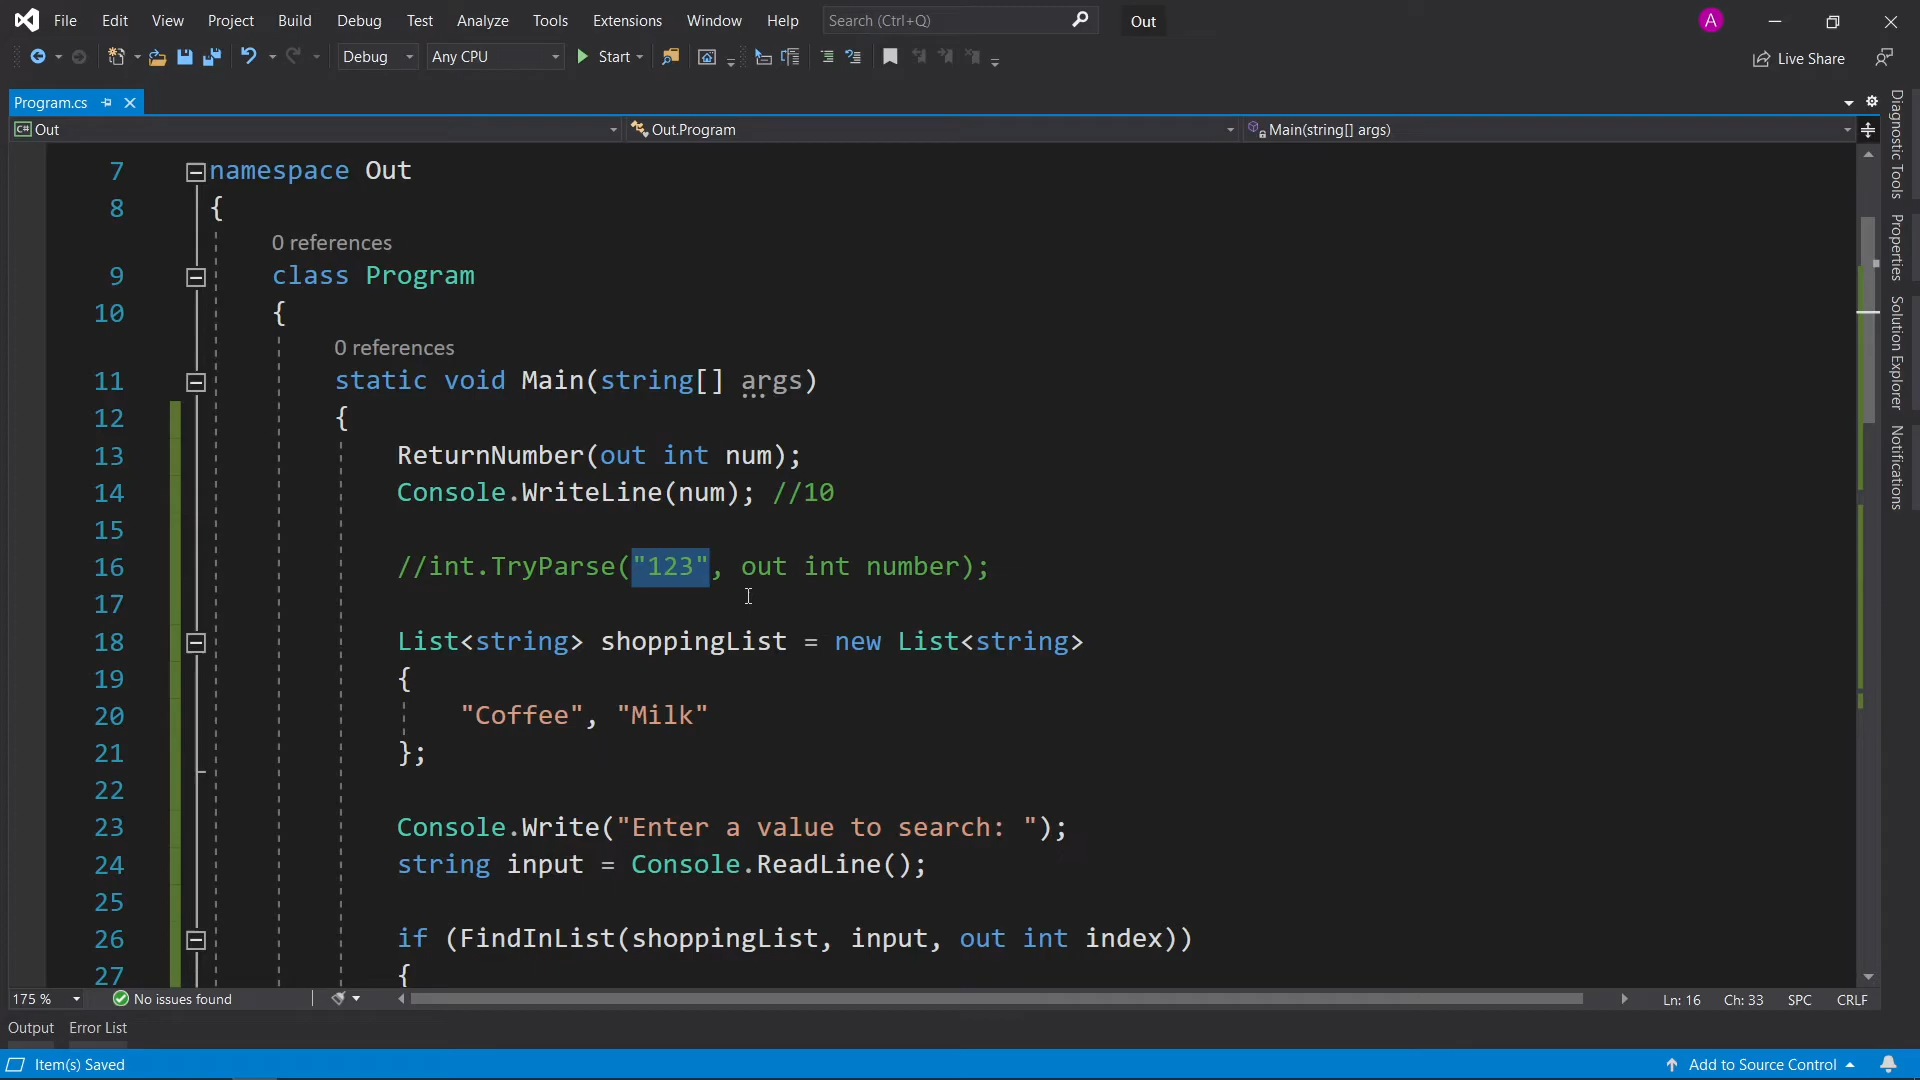 File Edit View Project Build Debug Test Analyze Tools Extensions Window Help Search (Ctrl+Q) Out A
Debug Any CPU Start Live Share
Program.cs
C# Out Out.Program Main(string[] args)
7 namespace Out
8 {
0 references
9 class Program
10 {
0 references
11 static void Main(string[] args)
12 {
13 ReturnNumber(out int num);
14 Console.WriteLine(num); //10
15
16 //int.TryParse("123", out int number);
17
18 List<string> shoppingList = new List<string>
19 {
20 "Coffee", "Milk"
21 };
22
23 Console.Write("Enter a value to search: ");
24 string input = Console.ReadLine();
25
26 if (FindInList(shoppingList, input, out int index))
27 {
Diagnostic Tools
Properties
Solution Explorer
Notifications
175 % No issues found Ln: 16 Ch: 33 SPC CRLF
Output Error List
Item(s) Saved Add to Source Control